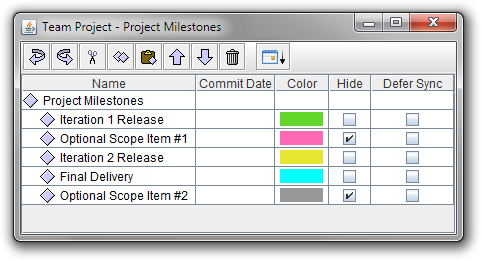 Team Project - Project Milestones
Name Commit Date Color Hide Defer Sync
Project Milestones
Iteration 1 Release
Optional Scope Item #1
Iteration 2 Release
Final Delivery
Optional Scope Item #2